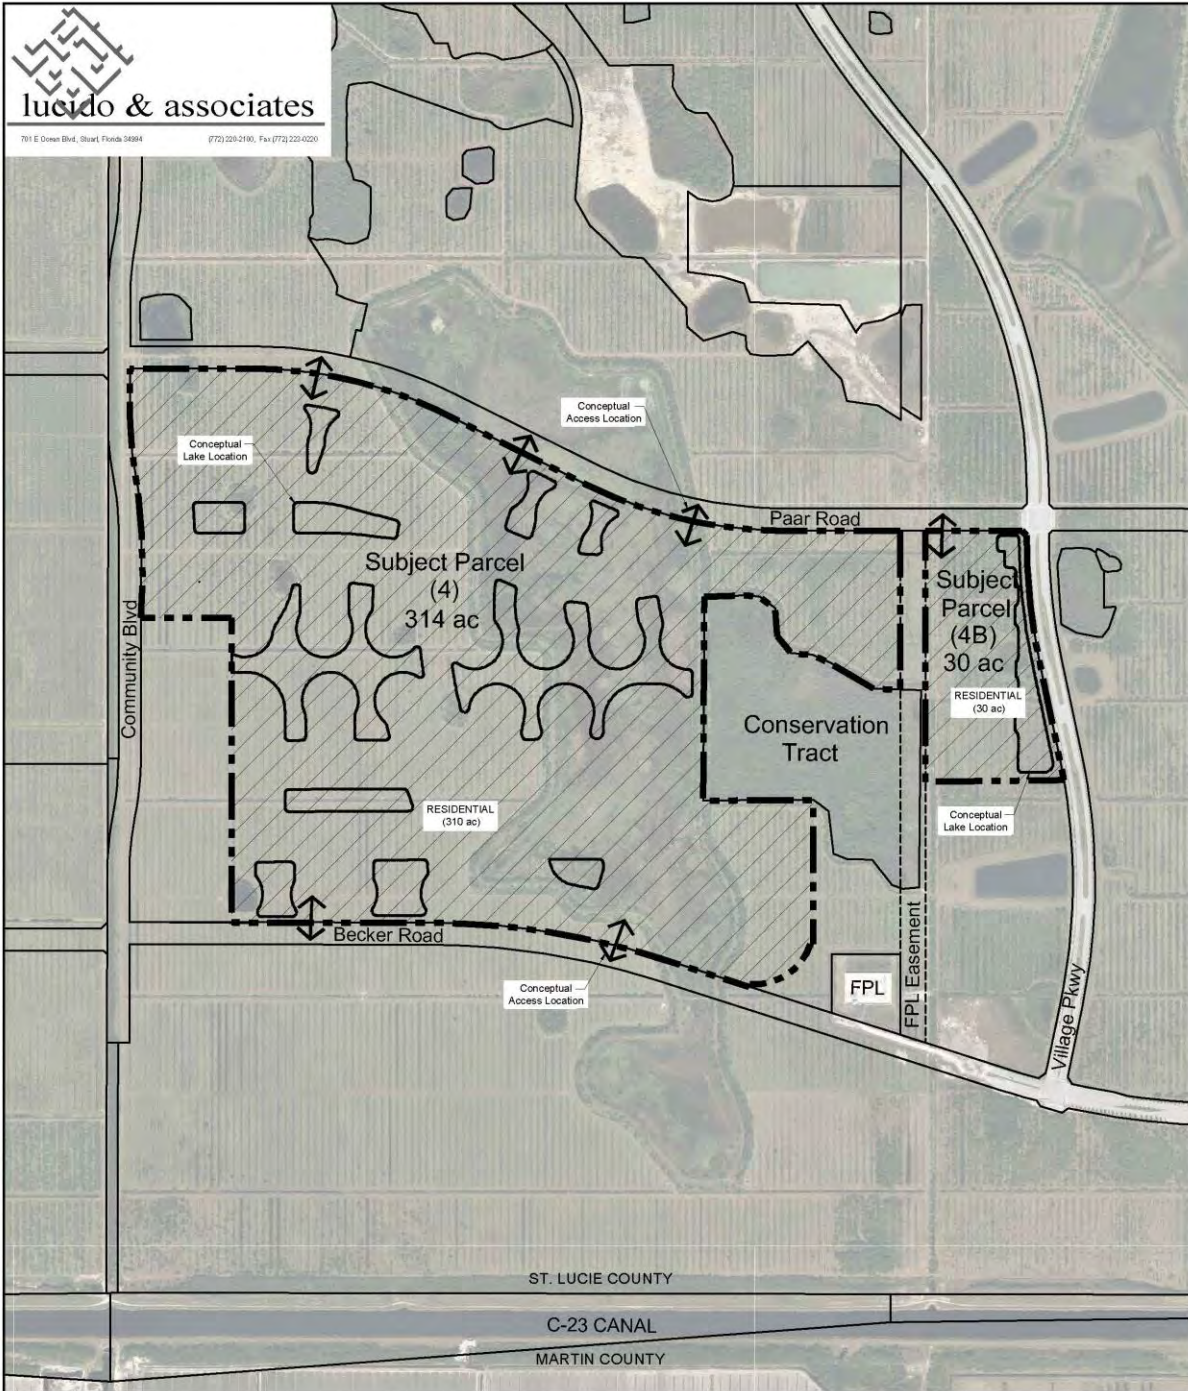 lucido & associates
701 E Ocean Blvd., Stuart, Florida 34994 (772) 220-2100, Fax (772) 223-0220
Conceptual
Access Location
Conceptual
Lake Location
Paar Road
Subject Parcel
(4)
314 ac
Subject
Parcel
(4B)
30 ac
RESIDENTIAL
(30 ac)
Community Blvd
Conservation
Tract
RESIDENTIAL
(310 ac)
Conceptual
Lake Location
Becker Road
Conceptual
Access Location
FPL
FPL Easement
Village Pkwy
ST. LUCIE COUNTY
C-23 CANAL
MARTIN COUNTY